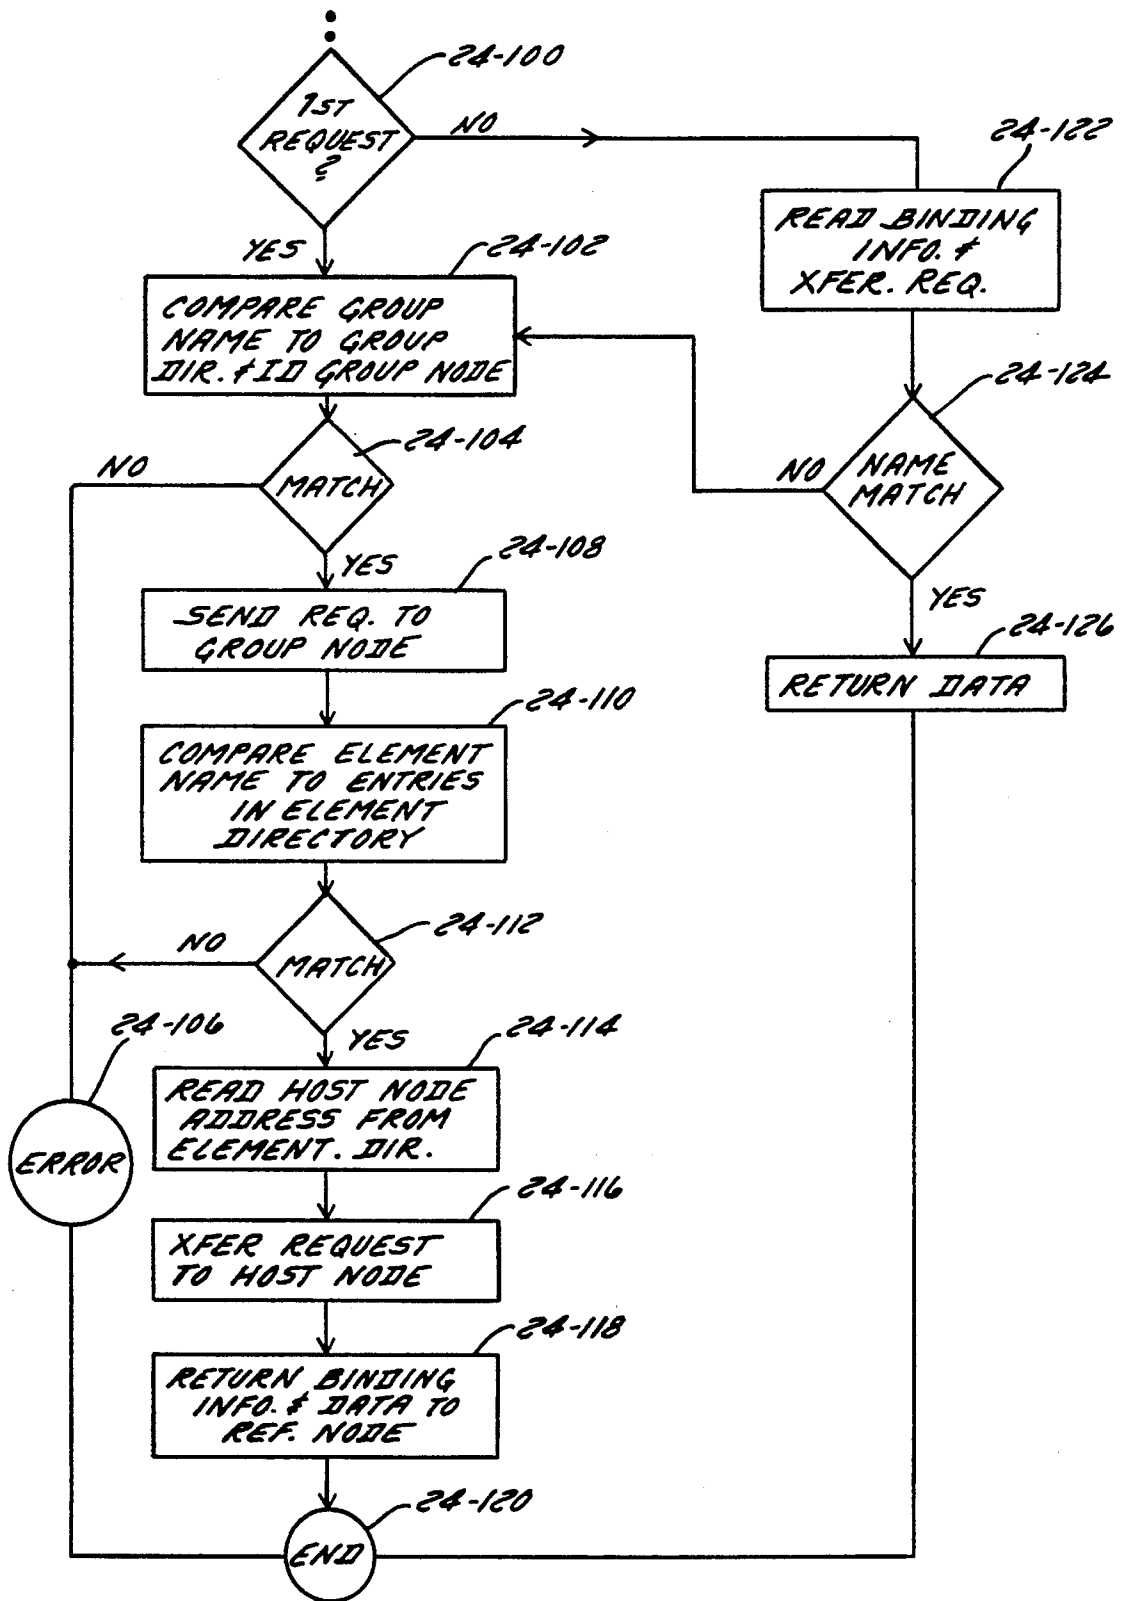 24-100
1ST
REQUEST
?
NO
24-122
READ BINDING
INFO. &
XFER. REQ.
YES
24-102
COMPARE GROUP
NAME TO GROUP
DIR. & ID GROUP NODE
24-124
NAME
MATCH
NO
24-104
NO
MATCH
YES
24-108
SEND REQ. TO
GROUP NODE
YES
24-126
RETURN DATA
24-110
COMPARE ELEMENT
NAME TO ENTRIES
IN ELEMENT
DIRECTORY
24-112
NO
MATCH
24-106
ERROR
YES
24-114
READ HOST NODE
ADDRESS FROM
ELEMENT. DIR.
24-116
XFER REQUEST
TO HOST NODE
24-118
RETURN BINDING
INFO. & DATA TO
REF. NODE
24-120
END